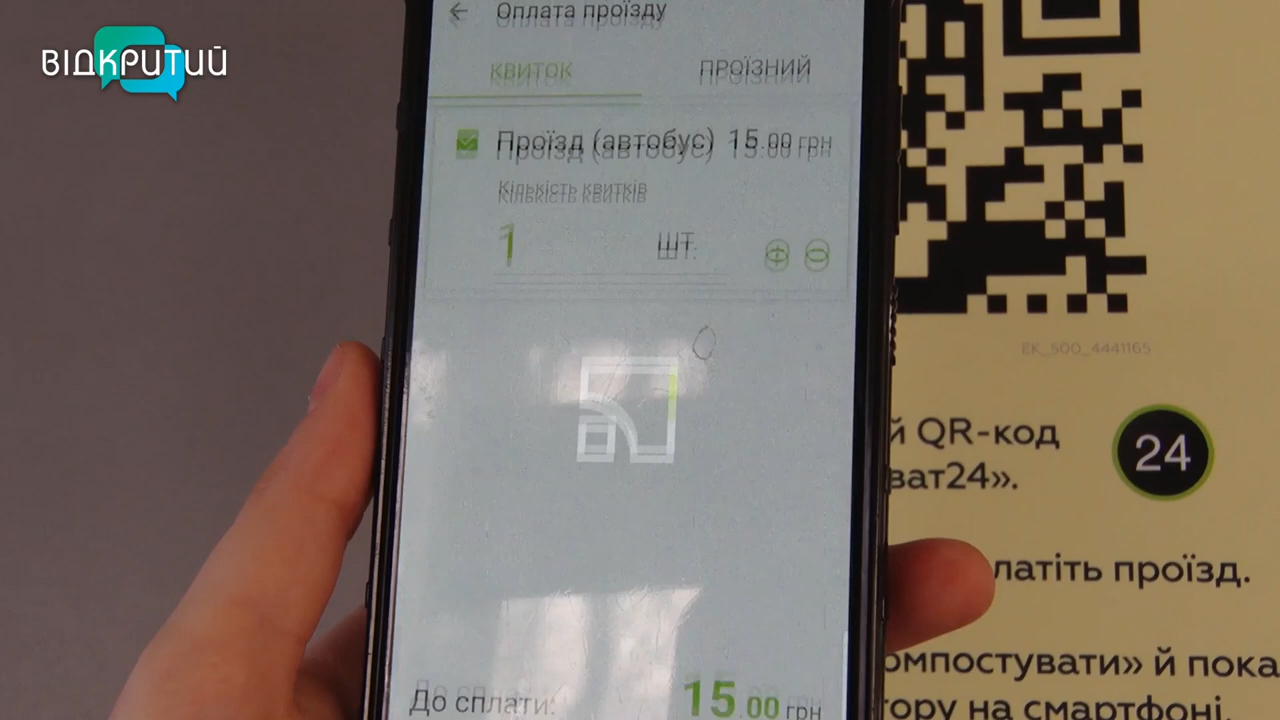 ВІДКРИТИЙ
Оплата проїзду
КВИТОК ПРОЇЗНИЙ
Проїзд (автобус) 15.00 грн
Кількість квитків
1 шт.
До сплати: 15.00 грн
EK_500_4441165
й QR-код
ват24».
24
латіть проїзд.
омпостувати» й пока
тору на смартфоні.